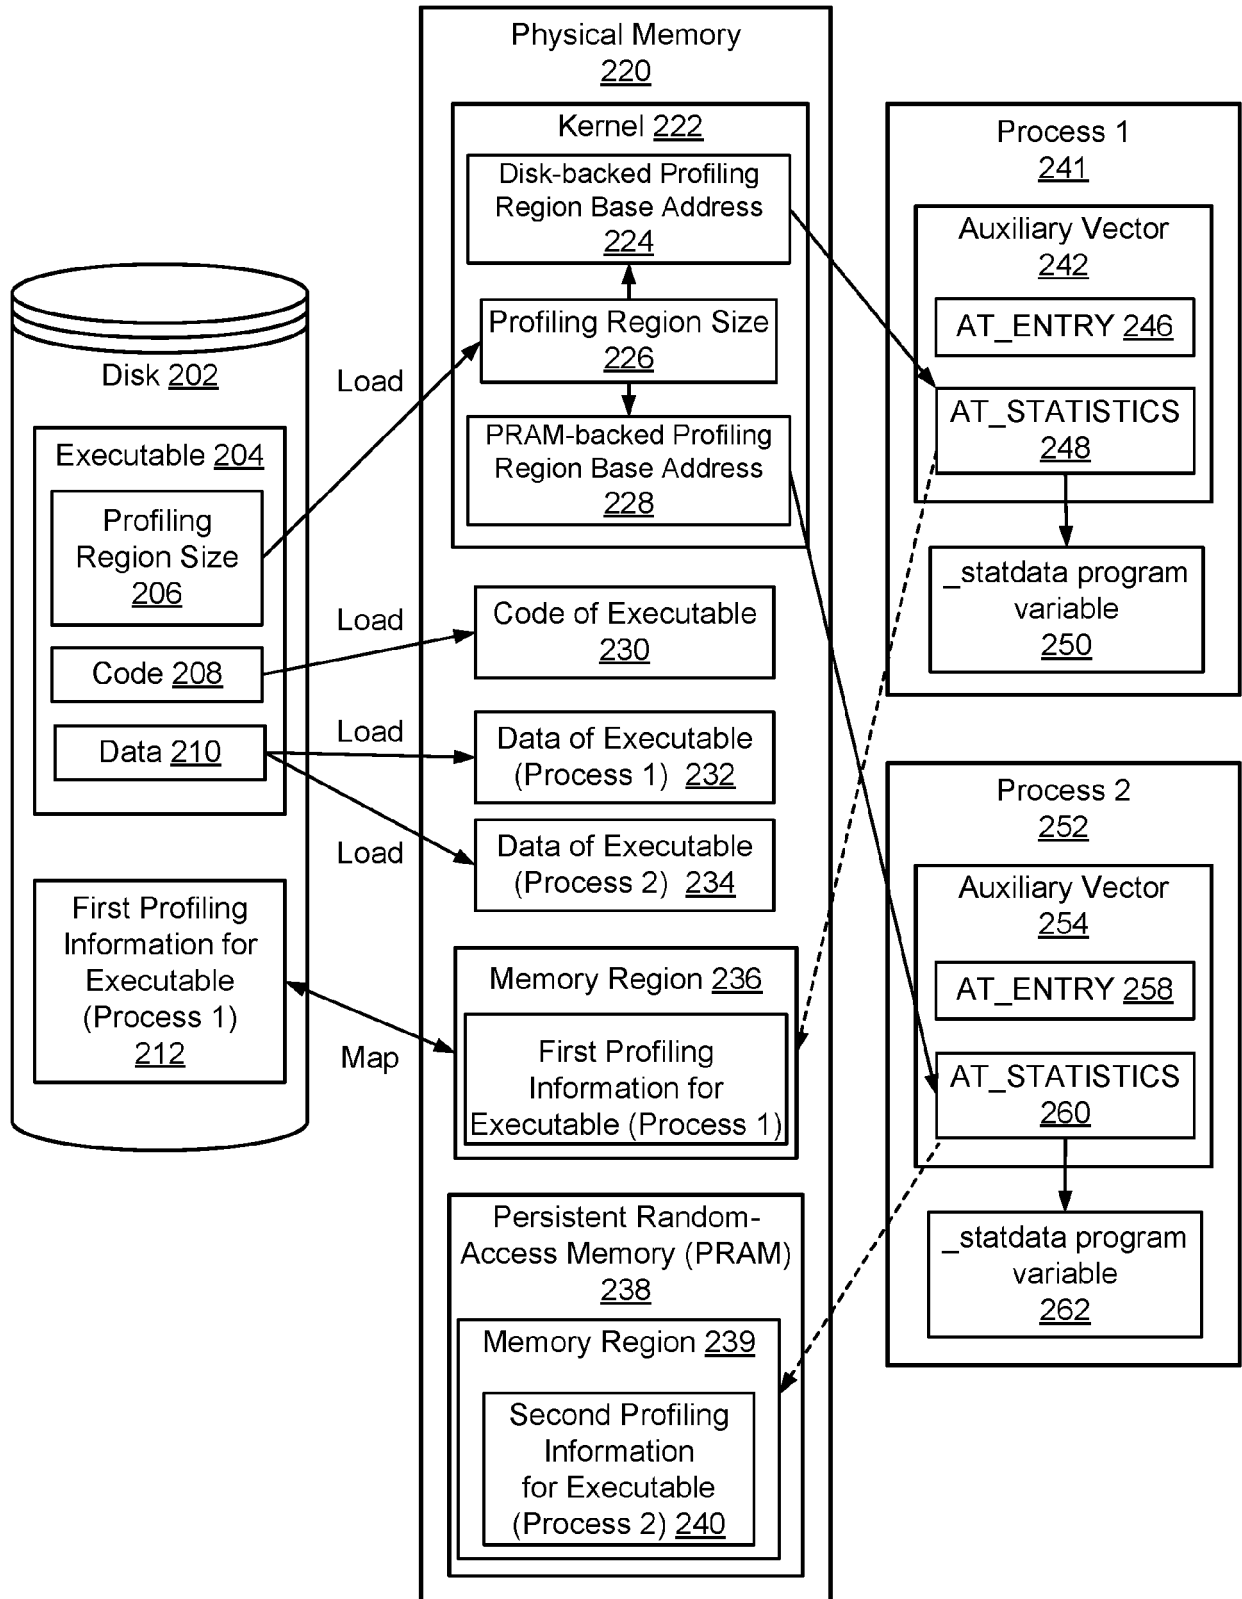 Physical Memory
220
Kernel 222
Disk-backed Profiling
Region Base Address
224
Profiling Region Size
226
PRAM-backed Profiling
Region Base Address
228
Process 1
241
Auxiliary Vector
242
AT_ENTRY 246
AT_STATISTICS
248
_statdata program
variable
250
Disk 202
Executable 204
Profiling
Region Size
206
Code 208
Data 210
Load
Load
Load
Load
Code of Executable
230
Data of Executable
(Process 1) 232
Data of Executable
(Process 2) 234
First Profiling
Information for
Executable
(Process 1)
212
Map
Memory Region 236
First Profiling
Information for
Executable (Process 1)
Persistent Random-
Access Memory (PRAM)
238
Memory Region 239
Second Profiling
Information
for Executable
(Process 2) 240
Process 2
252
Auxiliary Vector
254
AT_ENTRY 258
AT_STATISTICS
260
_statdata program
variable
262